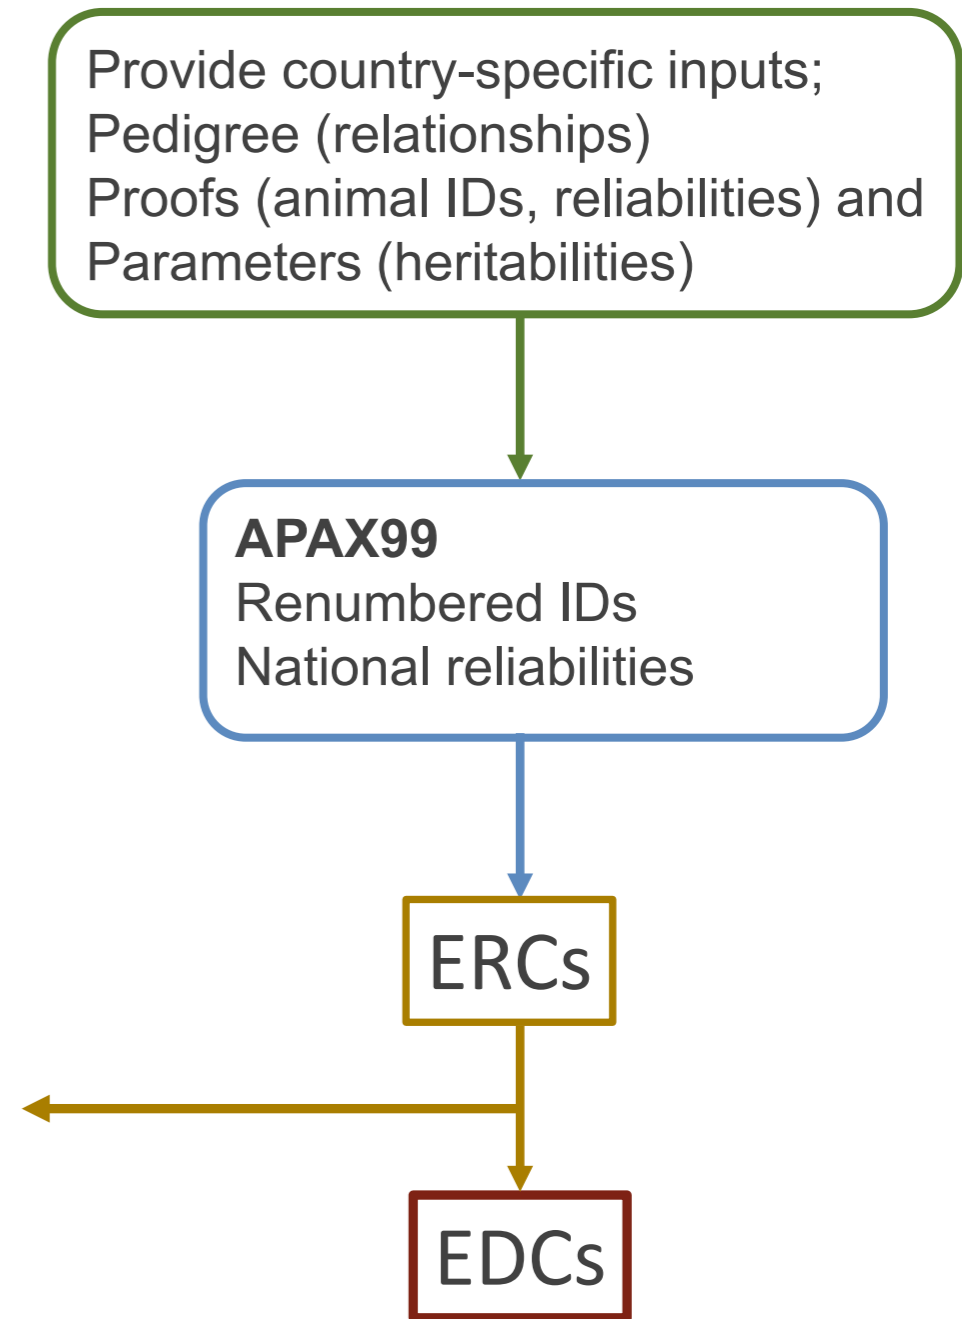 Provide country-specific inputs;
Pedigree (relationships)
Proofs (animal IDs, reliabilities) and
Parameters (heritabilities)
APAX99
Renumbered IDs
National reliabilities
ERCs
EDCs